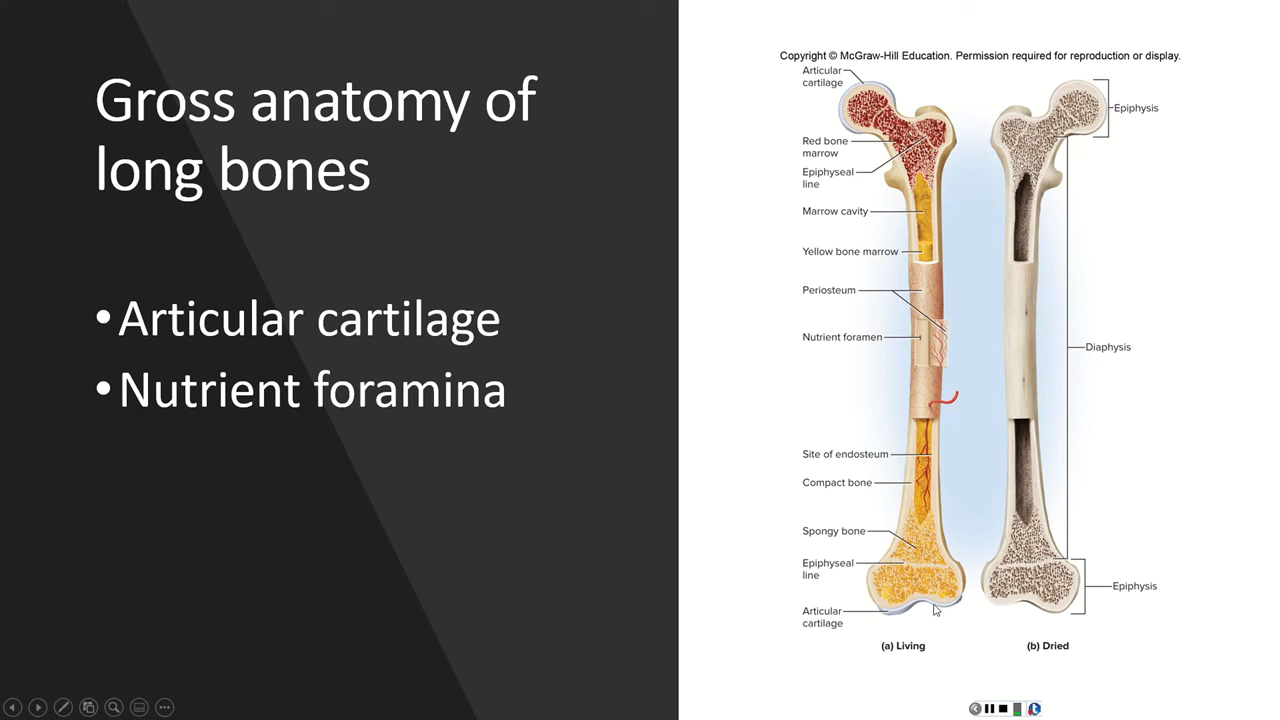 Gross anatomy of
long bones
•Articular cartilage
•Nutrient foramina
Copyright © McGraw-Hill Education. Permission required for reproduction or display.
Articular
cartilage
Red bone
marrow
Epiphyseal
line
Marrow cavity
Yellow bone marrow
Periosteum
Nutrient foramen
Site of endosteum
Compact bone
Spongy bone
Epiphyseal
line
Articular
cartilage
Epiphysis
Diaphysis
Epiphysis
(a) Living
(b) Dried